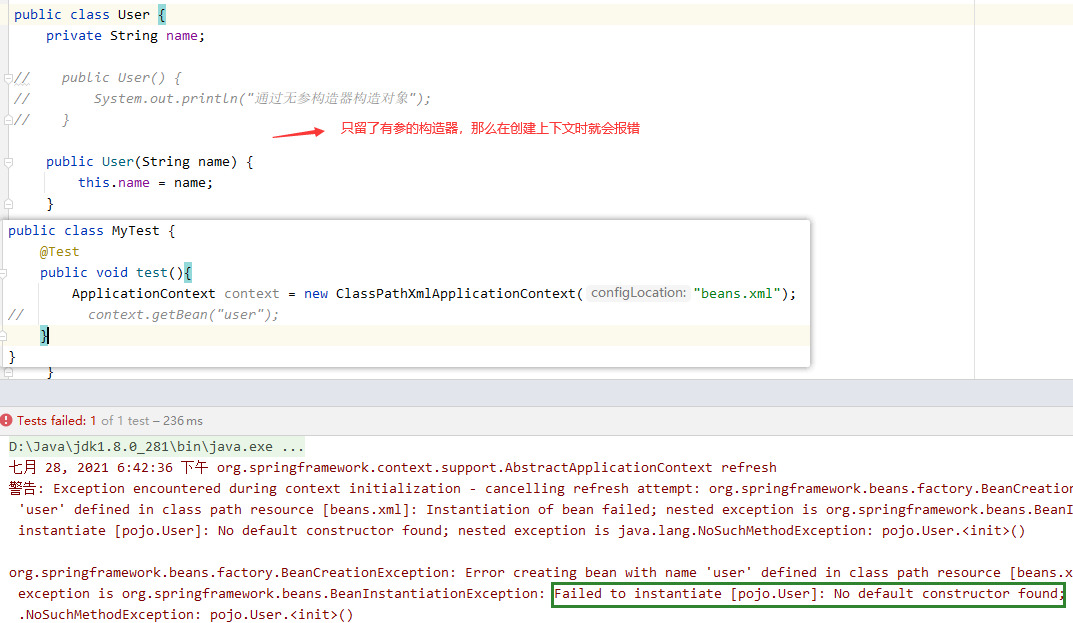 public class User {
private String name;
// public User() {
// System.out.println("通过无参构造器构造对象");
// }
只留了有参的构造器，那么在创建上下文时就会报错
public User(String name) {
this.name = name;
}
public class MyTest {
@Test
public void test(){
ApplicationContext context = new ClassPathXmlApplicationContext( configLocation: "beans.xml");
// context.getBean("user");
}
}
}
Tests failed: 1 of 1 test – 236 ms
D:\Java\jdk1.8.0_281\bin\java.exe ...
七月 28, 2021 6:42:36 下午 org.springframework.context.support.AbstractApplicationContext refresh
警告: Exception encountered during context initialization - cancelling refresh attempt: org.springframework.beans.factory.BeanCreation
'user' defined in class path resource [beans.xml]: Instantiation of bean failed; nested exception is org.springframework.beans.BeanI
instantiate [pojo.User]: No default constructor found; nested exception is java.lang.NoSuchMethodException: pojo.User.<init>()
org.springframework.beans.factory.BeanCreationException: Error creating bean with name 'user' defined in class path resource [beans.x
exception is org.springframework.beans.BeanInstantiationException: Failed to instantiate [pojo.User]: No default constructor found;
.NoSuchMethodException: pojo.User.<init>()